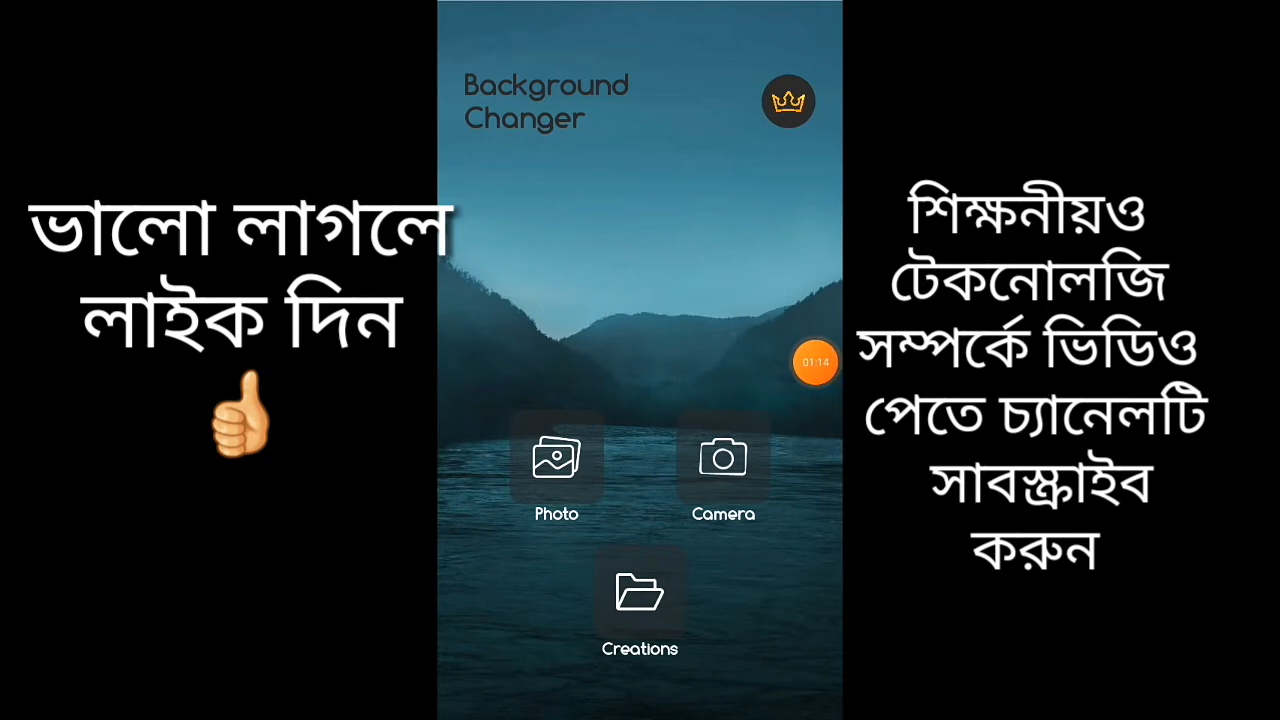 ভালো লাগলে
লাইক দিন
👍
Background
Changer
01:14
Photo
Camera
Creations
শিক্ষনীয়ও
টেকনোলজি
সম্পর্কে ভিডিও
পেতে চ্যানেলটি
সাবস্ক্রাইব
করুন